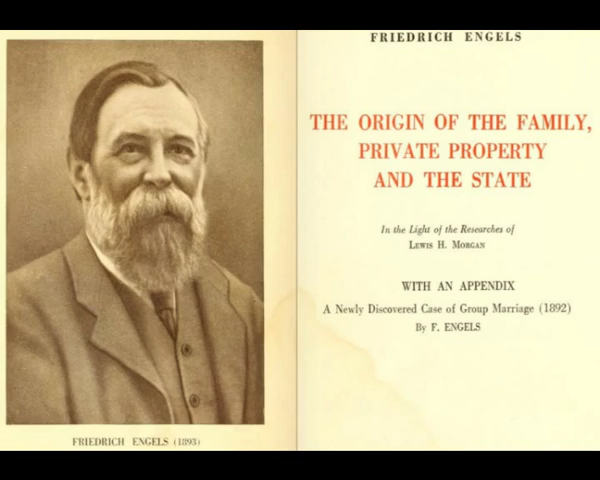 FRIEDRICH ENGELS (1893)
FRIEDRICH ENGELS
THE ORIGIN OF THE FAMILY,
PRIVATE PROPERTY
AND THE STATE
In the Light of the Researches of
LEWIS H. MORGAN
WITH AN APPENDIX
A Newly Discovered Case of Group Marriage (1892)
By F. ENGELS